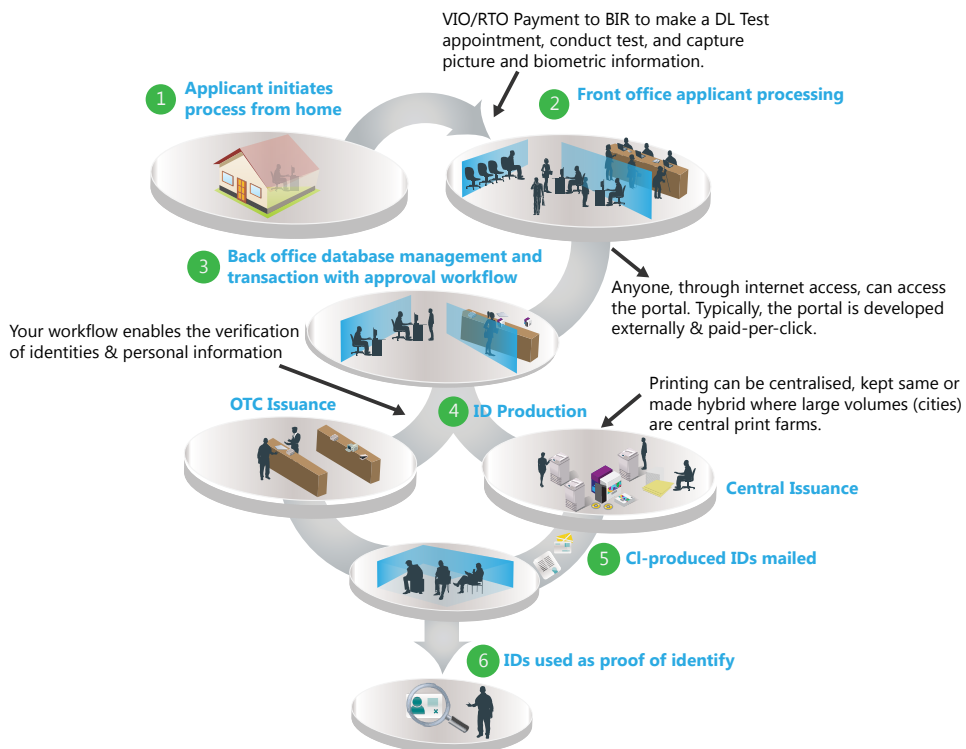 VIO/RTO Payment to BIR to make a DL Test
appointment, conduct test, and capture
picture and biometric information.
1
Applicant initiates
process from home
2
Front office applicant processing
3
Back office database management and
transaction with approval workflow
Anyone, through internet access, can access
the portal. Typically, the portal is developed
externally & paid-per-click.
Your workflow enables the verification
of identities & personal information
OTC Issuance
4
ID Production
Printing can be centralised, kept same or
made hybrid where large volumes (cities)
are central print farms.
Central Issuance
5
CI-produced IDs mailed
6
IDs used as proof of identify